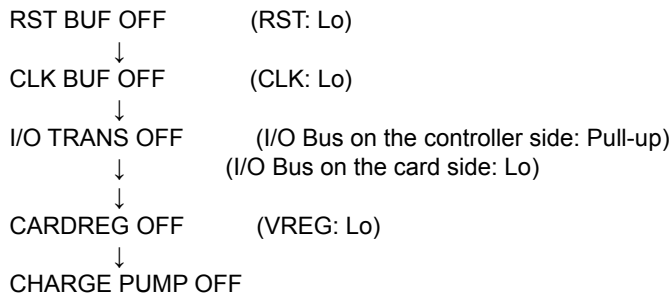 RST BUF OFF (RST: Lo)
↓
CLK BUF OFF (CLK: Lo)
↓
I/O TRANS OFF (I/O Bus on the controller side: Pull-up)
↓ (I/O Bus on the card side: Lo)
↓
CARDREG OFF (VREG: Lo)
↓
CHARGE PUMP OFF